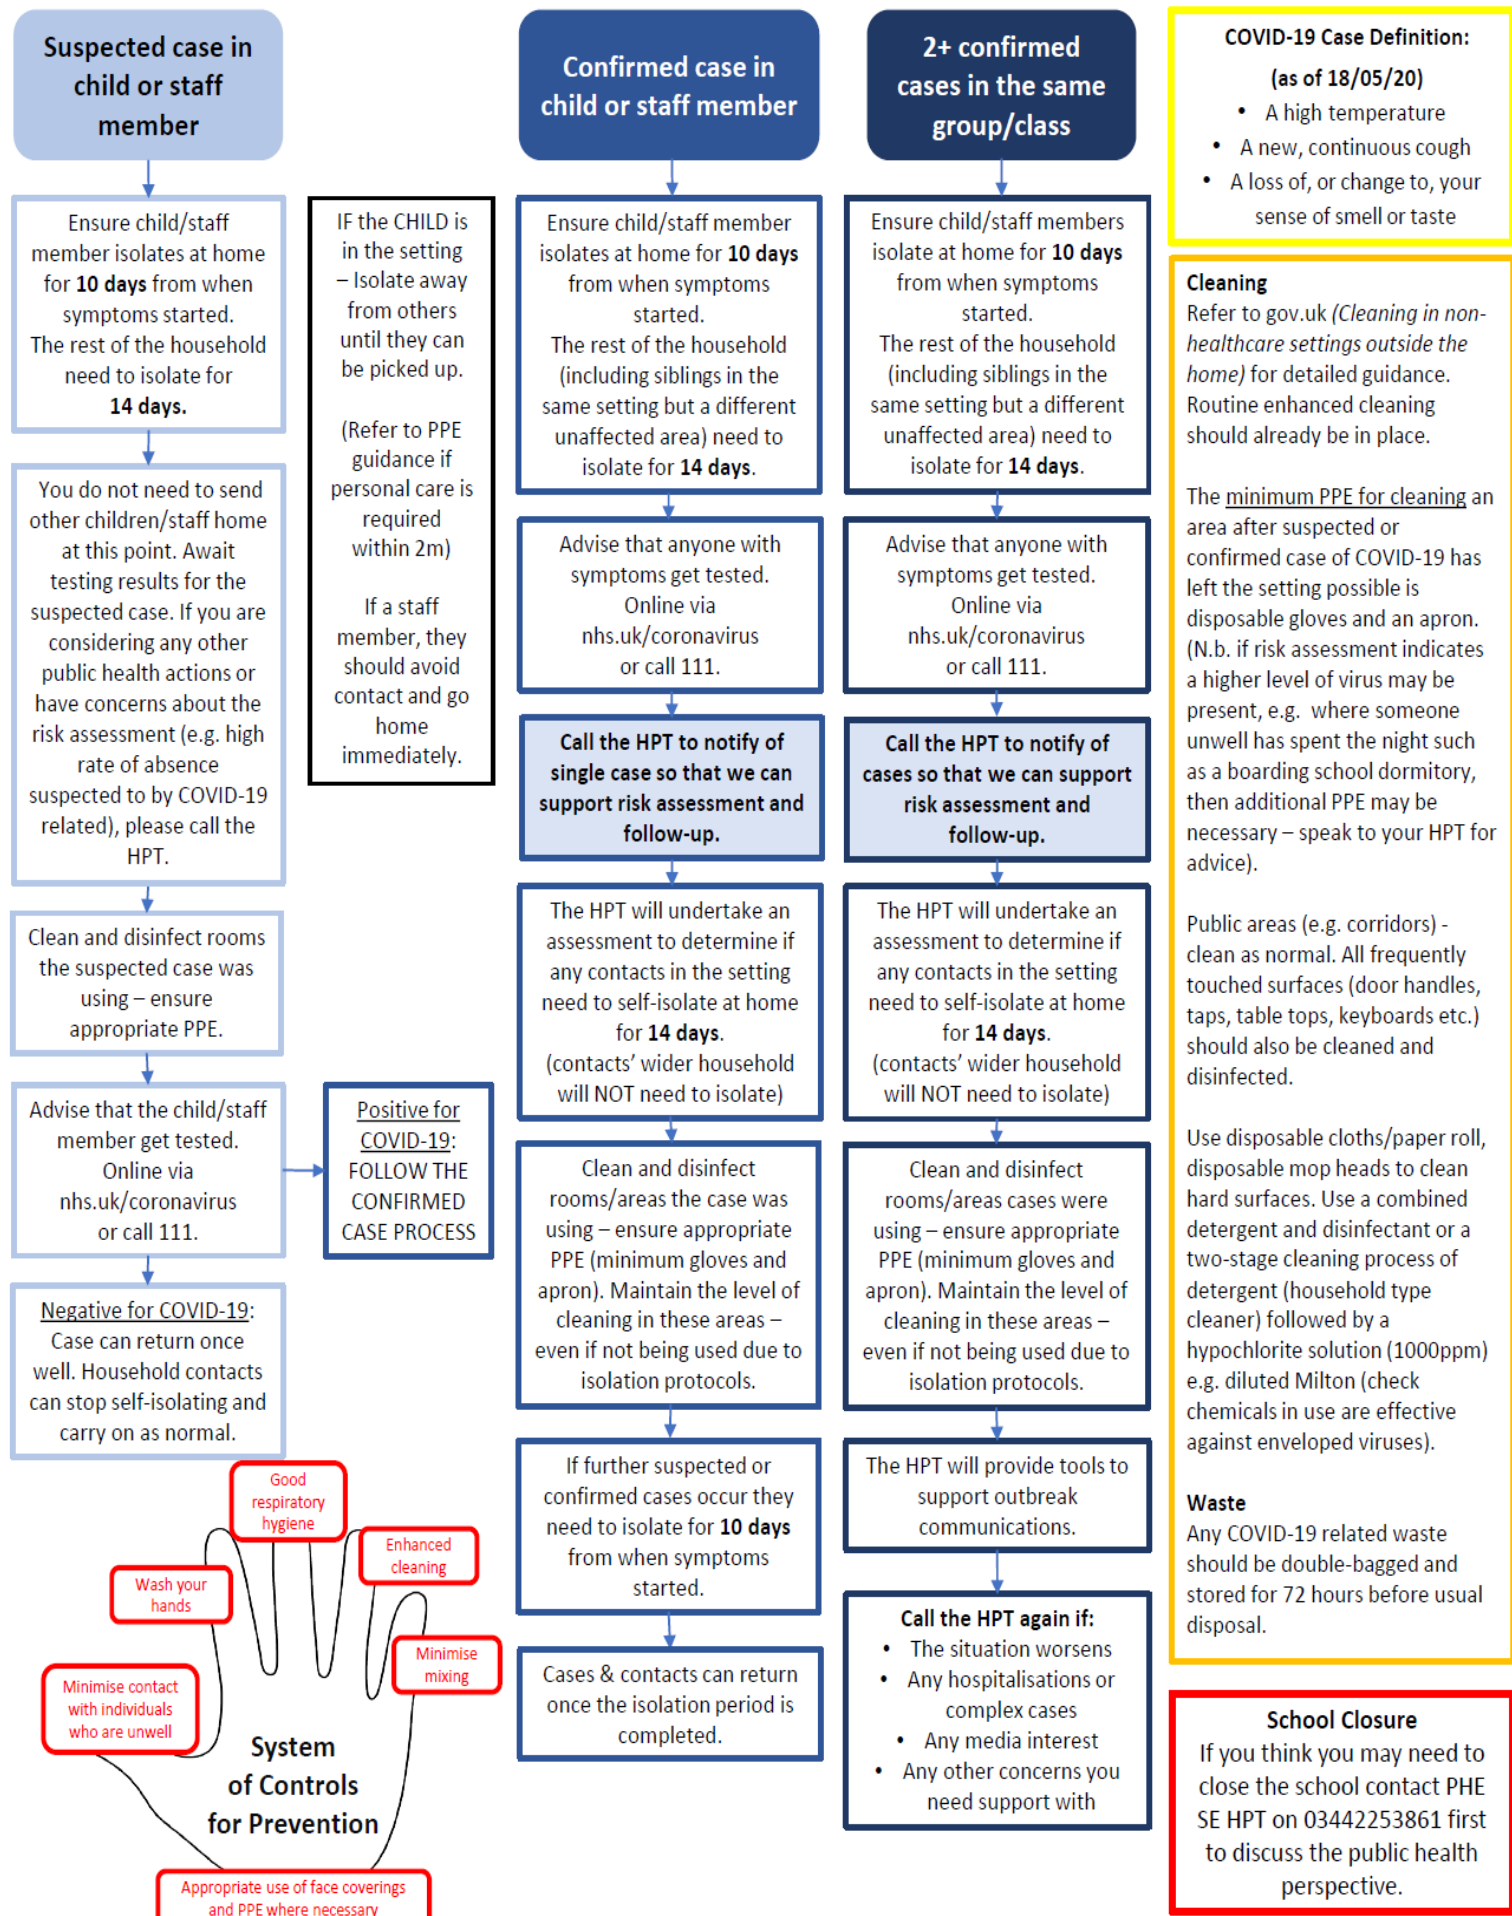 Suspected case in
child or staff
member
Ensure child/staff
member isolates at home
for 10 days from when
symptoms started.
The rest of the household
need to isolate for
14 days.
You do not need to send
other children/staff home
at this point. Await
testing results for the
suspected case. If you are
considering any other
public health actions or
have concerns about the
risk assessment (e.g. high
rate of absence
suspected to by COVID-19
related), please call the
HPT.
Clean and disinfect rooms
the suspected case was
using – ensure
appropriate PPE.
Advise that the child/staff
member get tested.
Online via
nhs.uk/coronavirus
or call 111.
Negative for COVID-19:
Case can return once
well. Household contacts
can stop self-isolating and
carry on as normal.
IF the CHILD is
in the setting
– Isolate away
from others
until they can
be picked up.
(Refer to PPE
guidance if
personal care is
required
within 2m)
If a staff
member, they
should avoid
contact and go
home
immediately.
Positive for
COVID-19:
FOLLOW THE
CONFIRMED
CASE PROCESS
Good
respiratory
hygiene
Enhanced
cleaning
Wash your
hands
Minimise
mixing
Minimise contact
with individuals
who are unwell
System
of Controls
for Prevention
Appropriate use of face coverings
and PPE where necessary
Confirmed case in
child or staff member
Ensure child/staff member
isolates at home for 10 days
from when symptoms
started.
The rest of the household
(including siblings in the
same setting but a different
unaffected area) need to
isolate for 14 days.
Advise that anyone with
symptoms get tested.
Online via
nhs.uk/coronavirus
or call 111.
Call the HPT to notify of
single case so that we can
support risk assessment and
follow-up.
The HPT will undertake an
assessment to determine if
any contacts in the setting
need to self-isolate at home
for 14 days.
(contacts’ wider household
will NOT need to isolate)
Clean and disinfect
rooms/areas the case was
using – ensure appropriate
PPE (minimum gloves and
apron). Maintain the level of
cleaning in these areas –
even if not being used due to
isolation protocols.
If further suspected or
confirmed cases occur they
need to isolate for 10 days
from when symptoms
started.
Cases & contacts can return
once the isolation period is
completed.
2+ confirmed
cases in the same
group/class
Ensure child/staff members
isolate at home for 10 days
from when symptoms
started.
The rest of the household
(including siblings in the
same setting but a different
unaffected area) need to
isolate for 14 days.
Advise that anyone with
symptoms get tested.
Online via
nhs.uk/coronavirus
or call 111.
Call the HPT to notify of
cases so that we can support
risk assessment and
follow-up.
The HPT will undertake an
assessment to determine if
any contacts in the setting
need to self-isolate at home
for 14 days.
(contacts’ wider household
will NOT need to isolate)
Clean and disinfect
rooms/areas cases were
using – ensure appropriate
PPE (minimum gloves and
apron). Maintain the level of
cleaning in these areas –
even if not being used due to
isolation protocols.
The HPT will provide tools to
support outbreak
communications.
Call the HPT again if:
• The situation worsens
• Any hospitalisations or
complex cases
• Any media interest
• Any other concerns you
need support with
COVID-19 Case Definition:
(as of 18/05/20)
• A high temperature
• A new, continuous cough
• A loss of, or change to, your
sense of smell or taste
Cleaning
Refer to gov.uk (Cleaning in non-
healthcare settings outside the
home) for detailed guidance.
Routine enhanced cleaning
should already be in place.
The minimum PPE for cleaning an
area after suspected or
confirmed case of COVID-19 has
left the setting possible is
disposable gloves and an apron.
(N.b. if risk assessment indicates
a higher level of virus may be
present, e.g. where someone
unwell has spent the night such
as a boarding school dormitory,
then additional PPE may be
necessary – speak to your HPT for
advice).
Public areas (e.g. corridors) -
clean as normal. All frequently
touched surfaces (door handles,
taps, table tops, keyboards etc.)
should also be cleaned and
disinfected.
Use disposable cloths/paper roll,
disposable mop heads to clean
hard surfaces. Use a combined
detergent and disinfectant or a
two-stage cleaning process of
detergent (household type
cleaner) followed by a
hypochlorite solution (1000ppm)
e.g. diluted Milton (check
chemicals in use are effective
against enveloped viruses).
Waste
Any COVID-19 related waste
should be double-bagged and
stored for 72 hours before usual
disposal.
School Closure
If you think you may need to
close the school contact PHE
SE HPT on 03442253861 first
to discuss the public health
perspective.